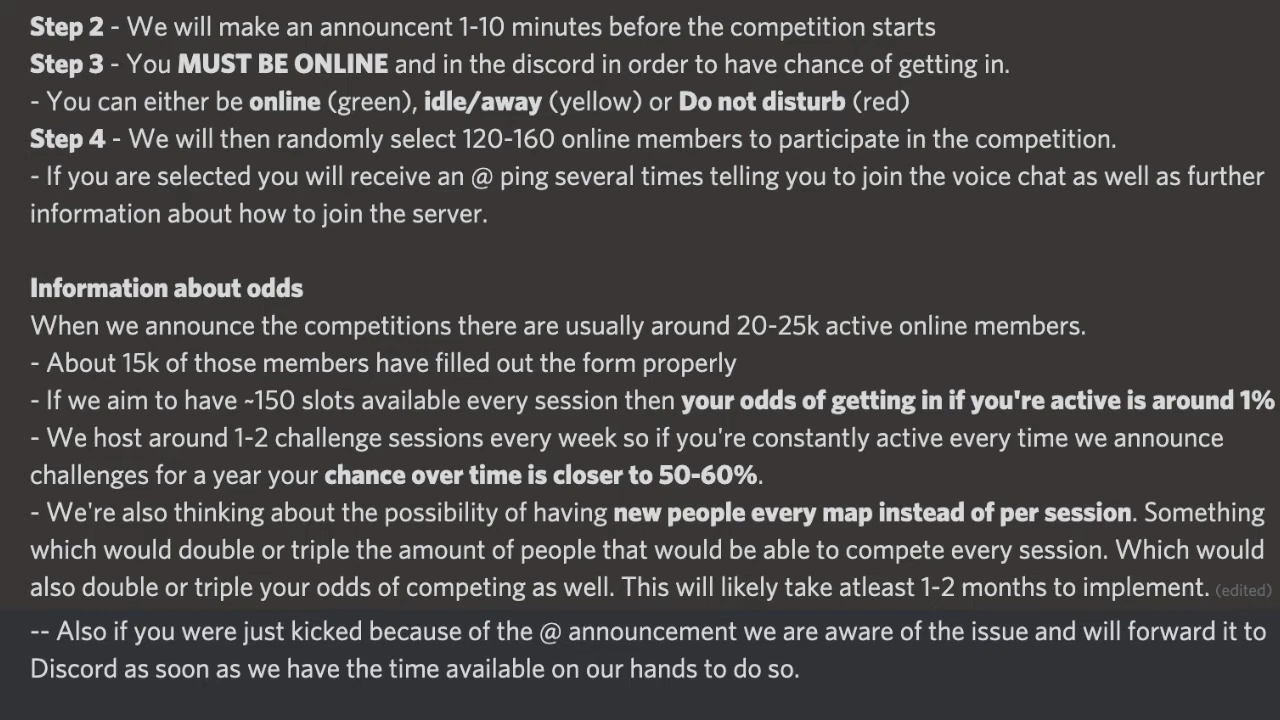 Step 2 - We will make an announcent 1-10 minutes before the competition starts
Step 3 - You MUST BE ONLINE and in the discord in order to have chance of getting in.
- You can either be online (green), idle/away (yellow) or Do not disturb (red)
Step 4 - We will then randomly select 120-160 online members to participate in the competition.
- If you are selected you will receive an @ ping several times telling you to join the voice chat as well as further
information about how to join the server.
Information about odds
When we announce the competitions there are usually around 20-25k active online members.
- About 15k of those members have filled out the form properly
- If we aim to have ~150 slots available every session then your odds of getting in if you're active is around 1%
- We host around 1-2 challenge sessions every week so if you're constantly active every time we announce
challenges for a year your chance over time is closer to 50-60%.
- We're also thinking about the possibility of having new people every map instead of per session. Something
which would double or triple the amount of people that would be able to compete every session. Which would
also double or triple your odds of competing as well. This will likely take atleast 1-2 months to implement. (edited)
-- Also if you were just kicked because of the @ announcement we are aware of the issue and will forward it to
Discord as soon as we have the time available on our hands to do so.